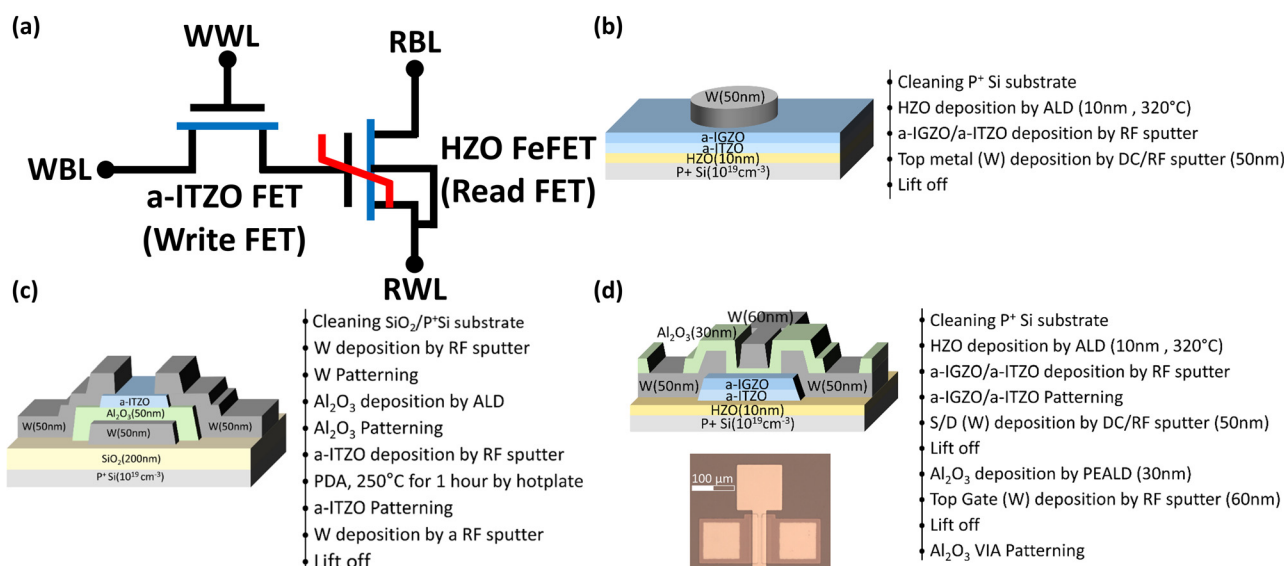 (a)
WWL
RBL
WBL
a-ITZO FET
(Write FET)
HZO FeFET
(Read FET)
RWL
(b)
W(50nm)
a-IGZO
a-ITZO
HZO(10nm)
P+ Si(10¹⁹cm⁻³)
Cleaning P⁺ Si substrate
HZO deposition by ALD (10nm , 320°C)
a-IGZO/a-ITZO deposition by RF sputter
Top metal (W) deposition by DC/RF sputter (50nm)
Lift off
(c)
a-ITZO
Al₂O₃(50nm)
W(50nm)
W(50nm)
W(50nm)
SiO₂(200nm)
P⁺ Si(10¹⁹ cm⁻³)
Cleaning SiO₂/P⁺Si substrate
W deposition by RF sputter
W Patterning
Al₂O₃ deposition by ALD
Al₂O₃ Patterning
a-ITZO deposition by RF sputter
PDA, 250°C for 1 hour by hotplate
a-ITZO Patterning
W deposition by a RF sputter
Lift off
(d)
W(60nm)
Al₂O₃(30nm)
W(50nm)
a-IGZO
a-ITZO
W(50nm)
HZO(10nm)
P+ Si(10¹⁹cm⁻³)
100 μm
Cleaning P⁺ Si substrate
HZO deposition by ALD (10nm , 320°C)
a-IGZO/a-ITZO deposition by RF sputter
a-IGZO/a-ITZO Patterning
S/D (W) deposition by DC/RF sputter (50nm)
Lift off
Al₂O₃ deposition by PEALD (30nm)
Top Gate (W) deposition by RF sputter (60nm)
Lift off
Al₂O₃ VIA Patterning